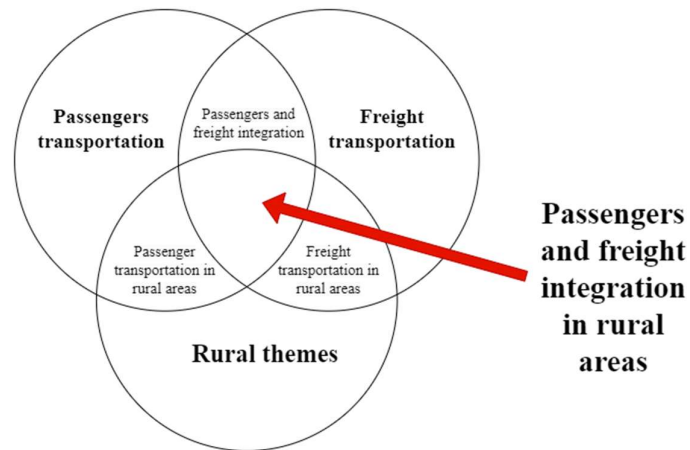 Passengers
transportation
Passengers and
freight integration
Freight
transportation
Passenger
transportation in
rural areas
Freight
transportation in
rural areas
Rural themes
Passengers
and freight
integration
in rural
areas